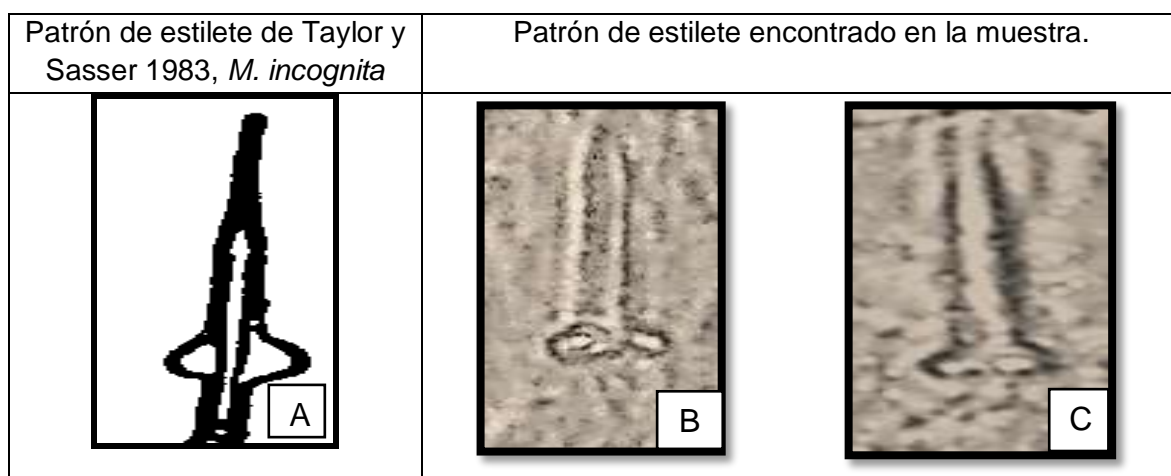 Patrón de estilete de Taylor y
Sasser 1983, M. incognita
Patrón de estilete encontrado en la muestra.
A
B
C